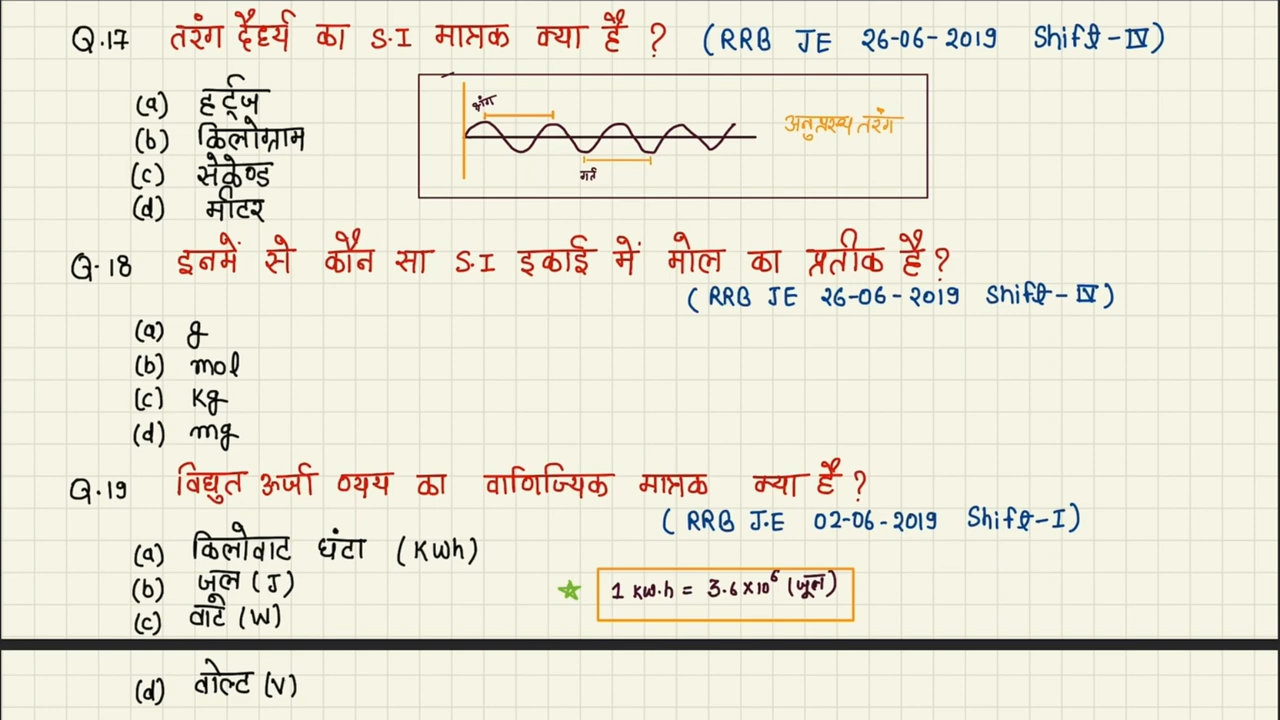 Q.17 तरंग दैर्ध्य का S.I मात्रक क्या है ? (RRB JE 26-06-2019 Shift-IV)
(a) हर्ट्ज
(b) किलोग्राम
(c) सेकेण्ड
(d) मीटर
श्रंग
अनुप्रस्थ तरंग
गर्त
Q.18 इनमें से कौन सा S.I इकाई में मोल का प्रतीक है?
(RRB JE 26-06-2019 Shift-IV)
(a) g
(b) mol
(c) Kg
(d) mg
Q.19 विद्युत ऊर्जा व्यय का वाणिज्यिक मात्रक क्या है?
(RRB J.E 02-06-2019 Shift-I)
(a) किलोवाट घंटा (KWh)
(b) जूल (J)
(c) वाट (W)
1 KW.h = 3.6×10⁶ (जूल)
(d) वोल्ट (V)